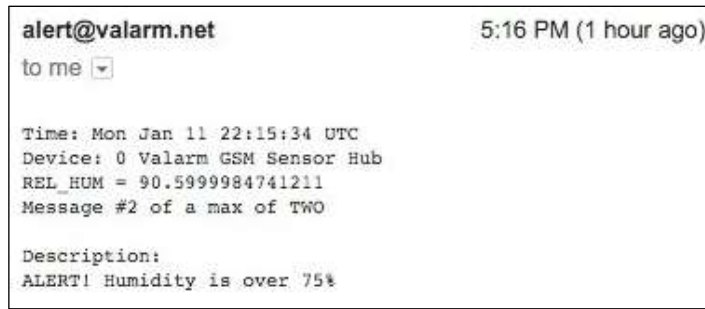 alert@valarm.net 5:16 PM (1 hour ago)
to me
Time: Mon Jan 11 22:15:34 UTC
Device: 0 Valarm GSM Sensor Hub
REL_HUM = 90.5999984741211
Message #2 of a max of TWO
Description:
ALERT! Humidity is over 75%